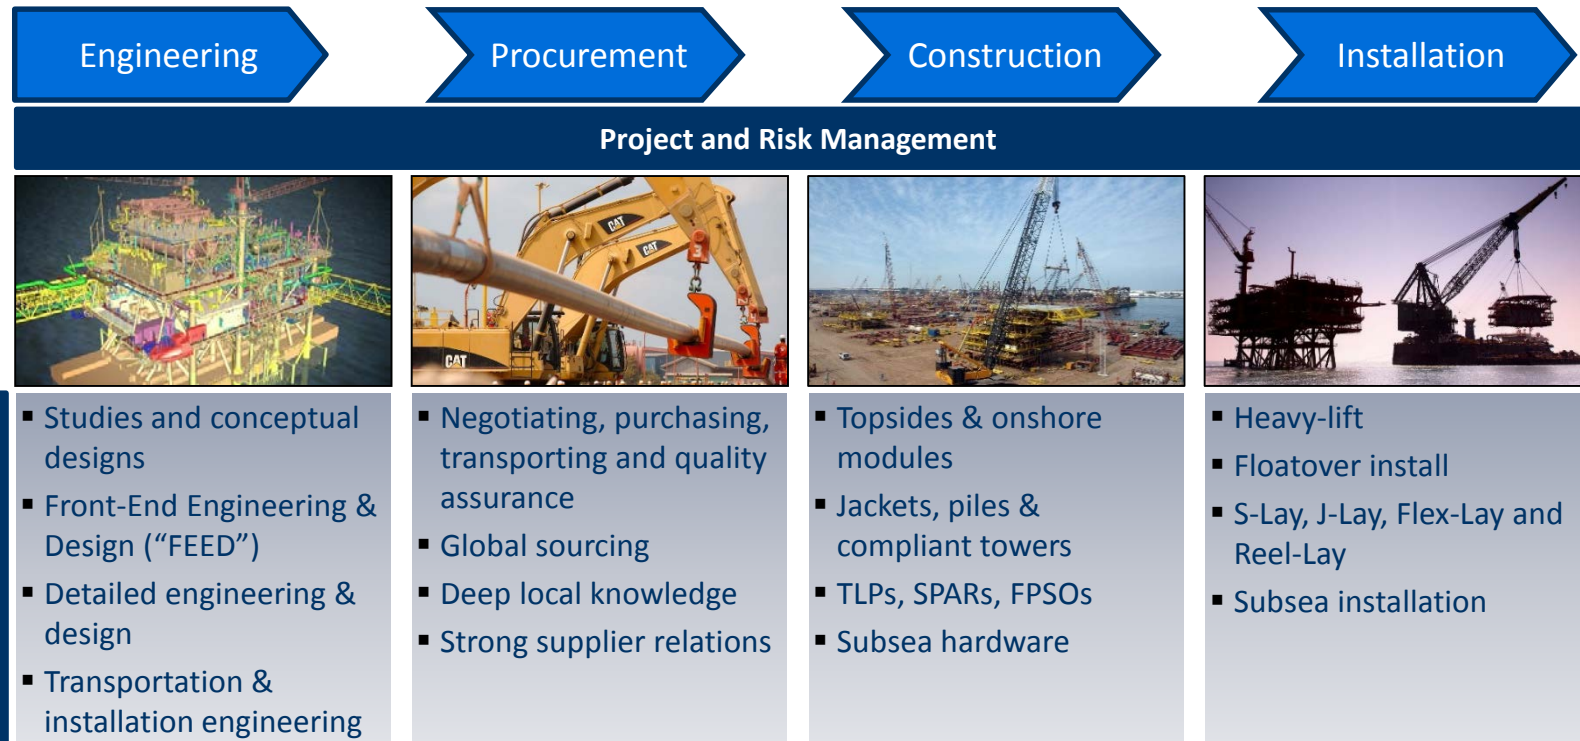 Engineering
Procurement
Construction
Installation
Project and Risk Management
CAT
CAT
CAT
3
▪ Studies and conceptual
designs
▪ Front-End Engineering &
Design (“FEED”)
▪ Detailed engineering &
design
▪ Transportation &
installation engineering
▪ Negotiating, purchasing,
transporting and quality
assurance
▪ Global sourcing
▪ Deep local knowledge
▪ Strong supplier relations
▪ Topsides & onshore
modules
▪ Jackets, piles &
compliant towers
▪ TLPs, SPARs, FPSOs
▪ Subsea hardware
▪ Heavy-lift
▪ Floatover install
▪ S-Lay, J-Lay, Flex-Lay and
Reel-Lay
▪ Subsea installation